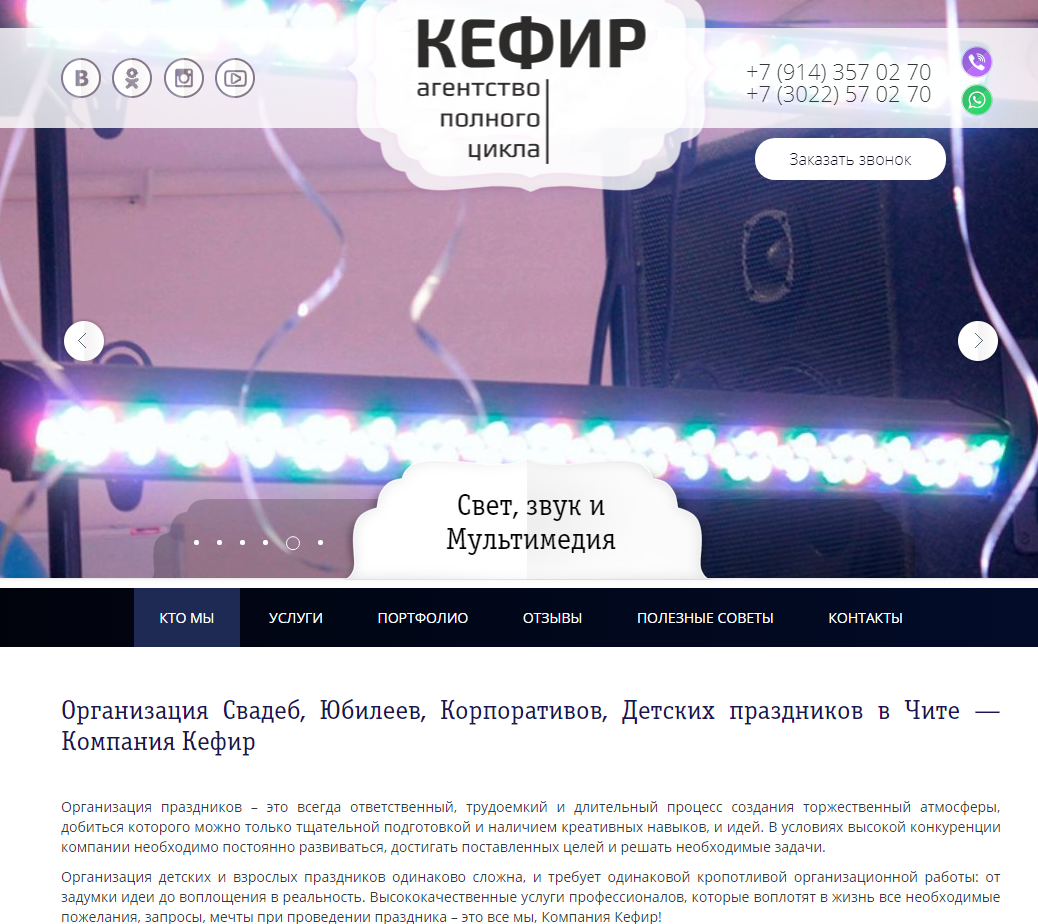 КЕФИР
агентство
полного
цикла
+7 (914) 357 02 70
+7 (3022) 57 02 70
Заказать звонок
Свет, звук и
Мультимедия
КТО МЫ УСЛУГИ ПОРТФОЛИО ОТЗЫВЫ ПОЛЕЗНЫЕ СОВЕТЫ КОНТАКТЫ
Организация Свадеб, Юбилеев, Корпоративов, Детских праздников в Чите —
Компания Кефир
Организация праздников – это всегда ответственный, трудоемкий и длительный процесс создания торжественный атмосферы,
добиться которого можно только тщательной подготовкой и наличием креативных навыков, и идей. В условиях высокой конкуренции
компании необходимо постоянно развиваться, достигать поставленных целей и решать необходимые задачи.
Организация детских и взрослых праздников одинаково сложна, и требует одинаковой кропотливой организационной работы: от
задумки идеи до воплощения в реальность. Высококачественные услуги профессионалов, которые воплотят в жизнь все необходимые
пожелания, запросы, мечты при проведении праздника – это все мы, Компания Кефир!